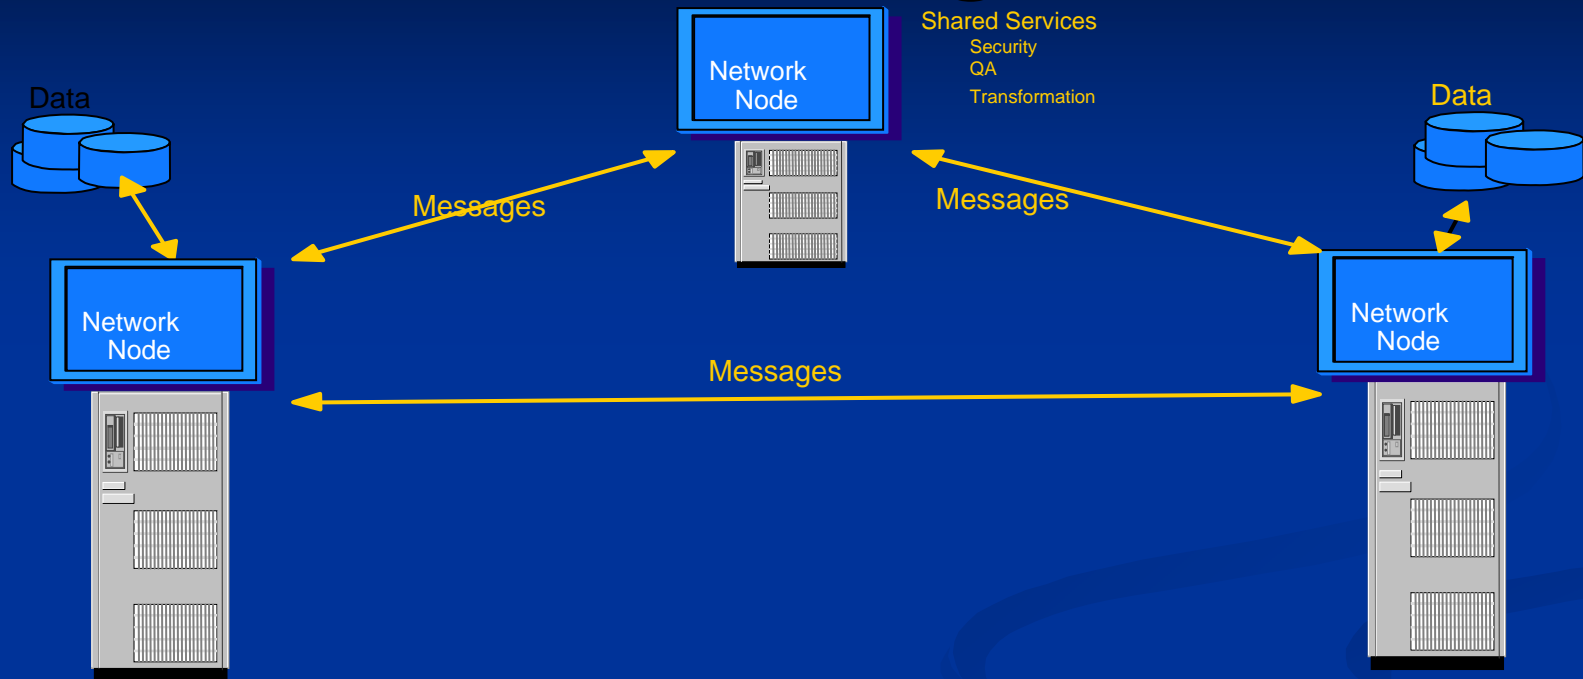 Shared Services
Security
QA
Transformation
Network
Node
Data
Data
Messages
Messages
Network
Node
Network
Node
Messages